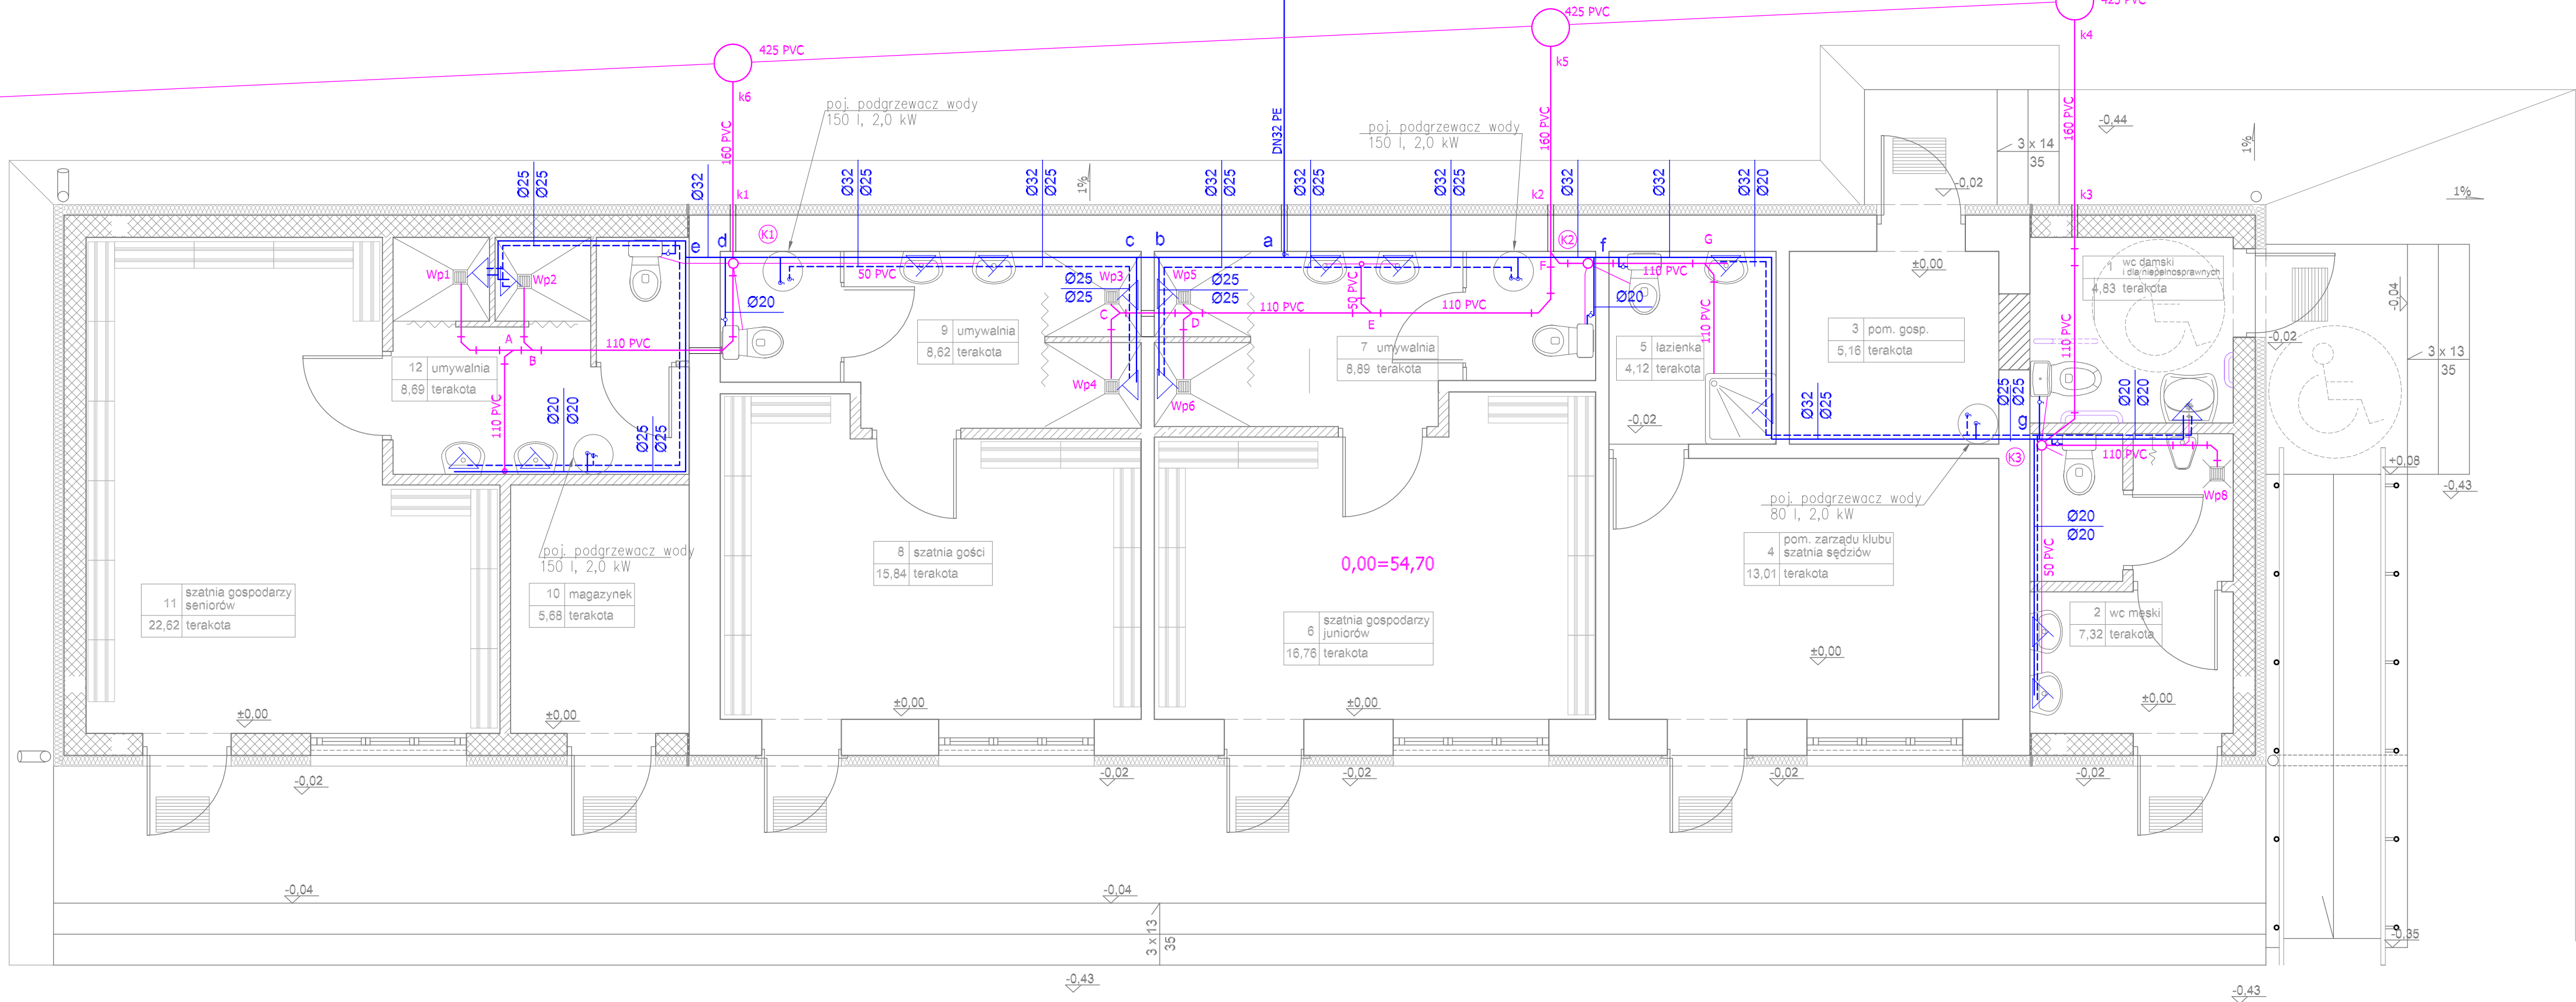 425 PVC
425 PVC
425 PVC
k6
k5
k4
poj. podgrzewacz wody
150 l, 2,0 kW
poj. podgrzewacz wody
150 l, 2,0 kW
160 PVC
DN32 PE
160 PVC
160 PVC
-0,44
1%
3 x 14
35
-0,02
1%
1%
Ø25
Ø25
Ø32
Ø32
Ø25
Ø32
Ø25
Ø32
Ø25
Ø32
Ø25
Ø32
Ø25
Ø32
Ø32
Ø32
Ø20
k1
k2
k3
K1
K2
e
d
c
b
a
f
G
F
Wp1
Wp2
50 PVC
Wp3
Ø25
Ø25
Wp5
Ø25
Ø25
50 PVC
110 PVC
±0,00
1
wc damski
i dla niepełnosprawnych
4,83
terakota
-0,04
Ø20
Ø20
C
D
110 PVC
E
110 PVC
110 PVC
A
B
110 PVC
9
umywalnia
8,62
terakota
7
umywalnia
8,89
terakota
5
łazienka
4,12
terakota
3
pom. gosp.
5,16
terakota
110 PVC
-0,02
3 x 13
35
12
umywalnia
8,69
terakota
Wp4
Wp6
110 PVC
Ø20
Ø20
Ø25
Ø25
-0,02
Ø32
Ø25
Ø25
Ø25
Ø20
Ø20
g
K3
110 PVC
Wp8
+0,08
-0,43
poj. podgrzewacz wody
80 l, 2,0 kW
Ø20
Ø20
50 PVC
poj. podgrzewacz wody
150 l, 2,0 kW
8
szatnia gości
15,84
terakota
0,00=54,70
4
pom. zarządu klubu
szatnia sędziów
13,01
terakota
11
szatnia gospodarzy
seniorów
22,62
terakota
10
magazynek
5,68
terakota
6
szatnia gospodarzy
juniorów
16,76
terakota
2
wc męski
7,32
terakota
±0,00
±0,00
±0,00
±0,00
±0,00
±0,00
-0,02
-0,02
-0,02
-0,02
-0,02
-0,04
-0,04
3 x 13
35
-0,35
-0,43
-0,43